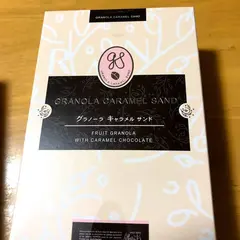 GRANOLA CARAMEL SAND
gs
GRANOLA CARAMEL SAND
グラノーラ キャラメル サンド
FRUIT GRANOLA
WITH CARAMEL CHOCOLATE